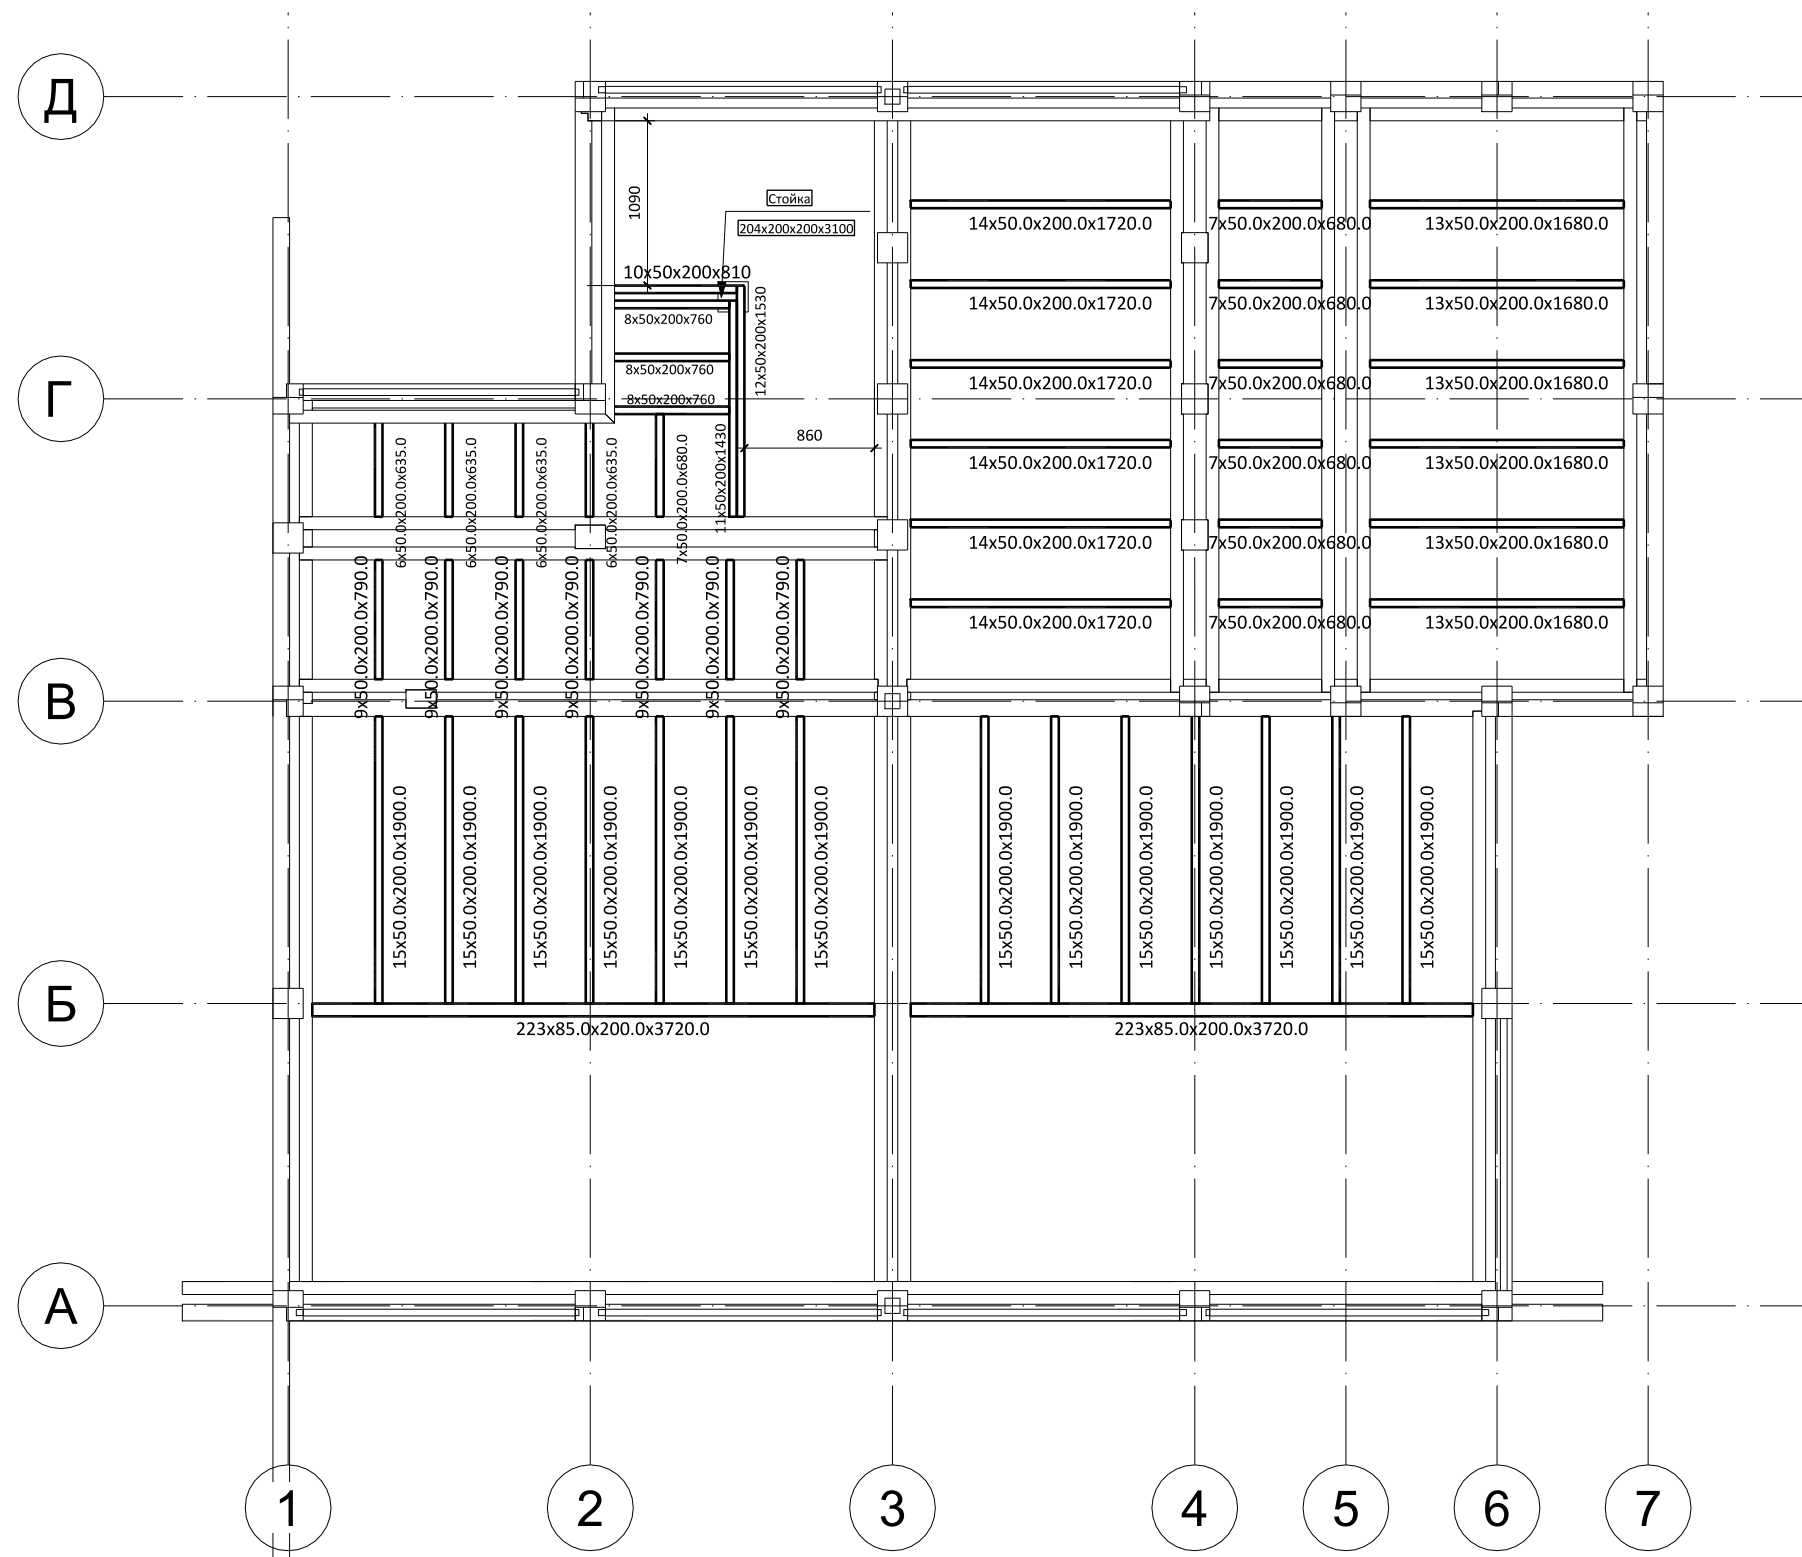 Д
1090
Стойка
204x200x200x3100
10x50x200x810
8x50x200x760
8x50x200x760
8x50x200x760
12x50x200x1530
11x50x200x1430
860
14x50.0x200.0x1720.0
7x50.0x200.0x680.0
13x50.0x200.0x1680.0
14x50.0x200.0x1720.0
7x50.0x200.0x680.0
13x50.0x200.0x1680.0
14x50.0x200.0x1720.0
7x50.0x200.0x680.0
13x50.0x200.0x1680.0
Г
14x50.0x200.0x1720.0
7x50.0x200.0x680.0
13x50.0x200.0x1680.0
14x50.0x200.0x1720.0
7x50.0x200.0x680.0
13x50.0x200.0x1680.0
14x50.0x200.0x1720.0
7x50.0x200.0x680.0
13x50.0x200.0x1680.0
6x50.0x200.0x635.0
6x50.0x200.0x635.0
6x50.0x200.0x635.0
6x50.0x200.0x635.0
7x50.0x200.0x680.0
9x50.0x200.0x790.0
9x50.0x200.0x790.0
9x50.0x200.0x790.0
9x50.0x200.0x790.0
9x50.0x200.0x790.0
9x50.0x200.0x790.0
9x50.0x200.0x790.0
В
15x50.0x200.0x1900.0
15x50.0x200.0x1900.0
15x50.0x200.0x1900.0
15x50.0x200.0x1900.0
15x50.0x200.0x1900.0
15x50.0x200.0x1900.0
15x50.0x200.0x1900.0
15x50.0x200.0x1900.0
15x50.0x200.0x1900.0
15x50.0x200.0x1900.0
15x50.0x200.0x1900.0
15x50.0x200.0x1900.0
15x50.0x200.0x1900.0
15x50.0x200.0x1900.0
Б
223x85.0x200.0x3720.0
223x85.0x200.0x3720.0
А
1
2
3
4
5
6
7